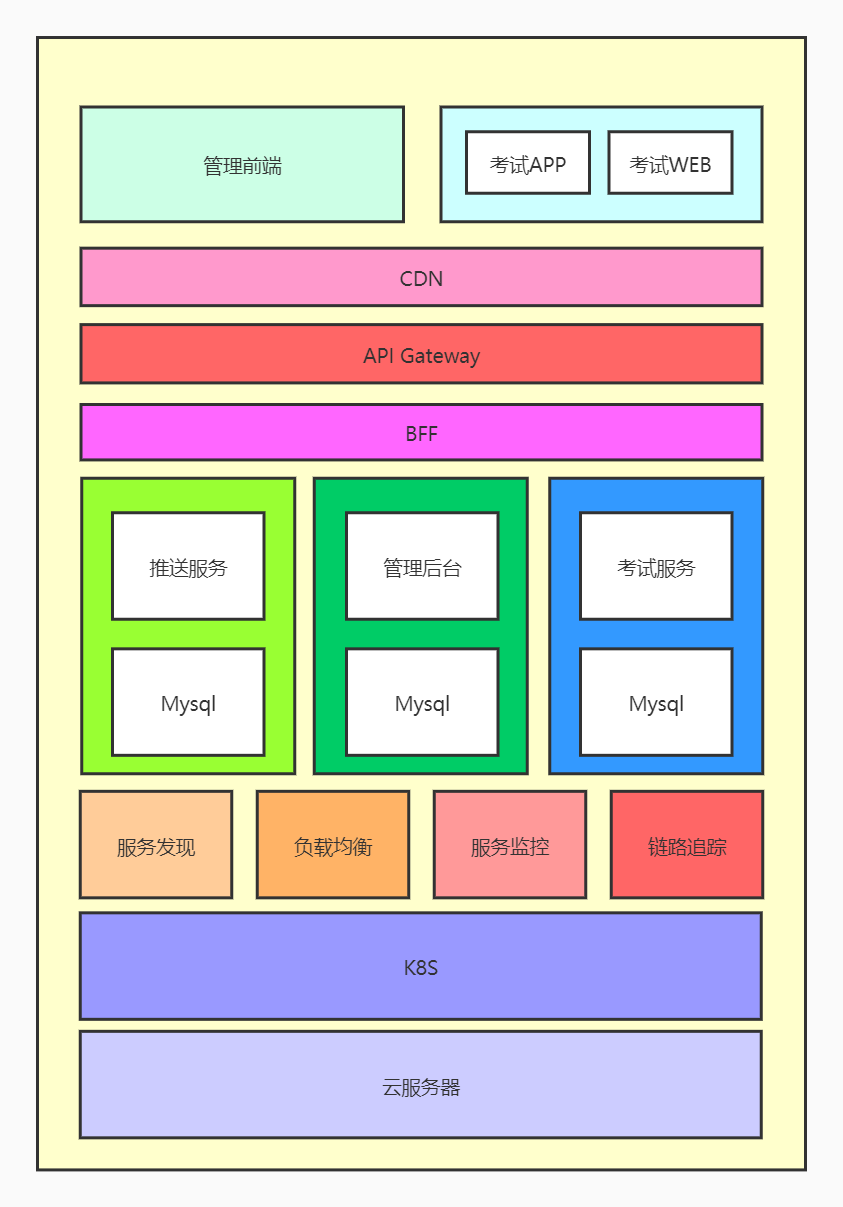 管理前端
考试APP
考试WEB
CDN
API Gateway
BFF
推送服务
管理后台
考试服务
Mysql
Mysql
Mysql
服务发现
负载均衡
服务监控
链路追踪
K8S
云服务器